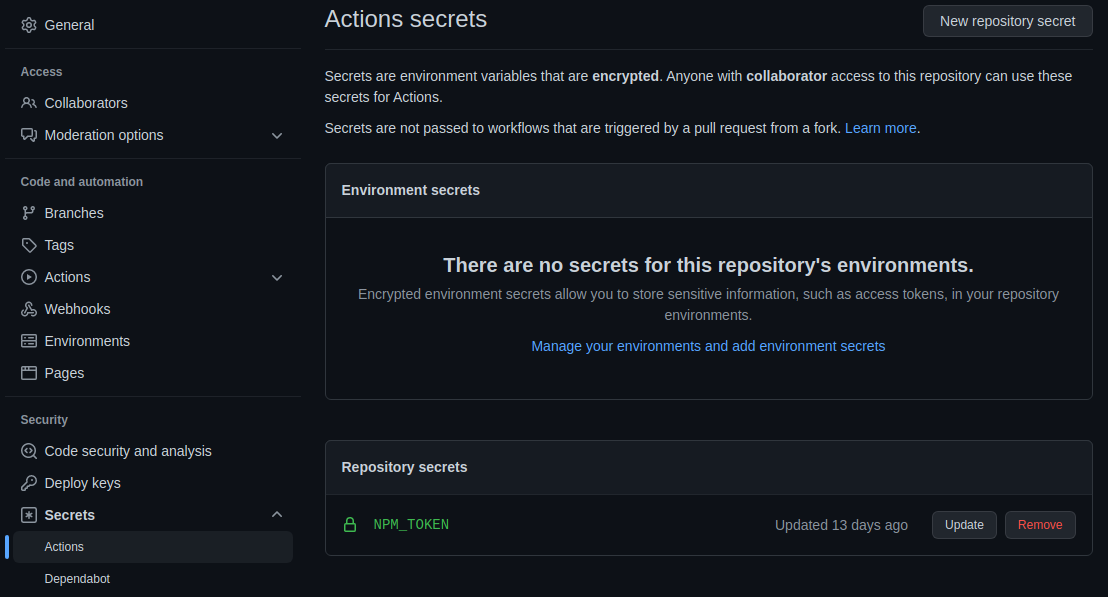 General
Access
Collaborators
Moderation options
Code and automation
Branches
Tags
Actions
Webhooks
Environments
Pages
Security
Code security and analysis
Deploy keys
Secrets
Actions
Dependabot
Actions secrets
New repository secret
Secrets are environment variables that are encrypted. Anyone with collaborator access to this repository can use these
secrets for Actions.
Secrets are not passed to workflows that are triggered by a pull request from a fork. Learn more.
Environment secrets
There are no secrets for this repository's environments.
Encrypted environment secrets allow you to store sensitive information, such as access tokens, in your repository
environments.
Manage your environments and add environment secrets
Repository secrets
NPM_TOKEN Updated 13 days ago Update Remove